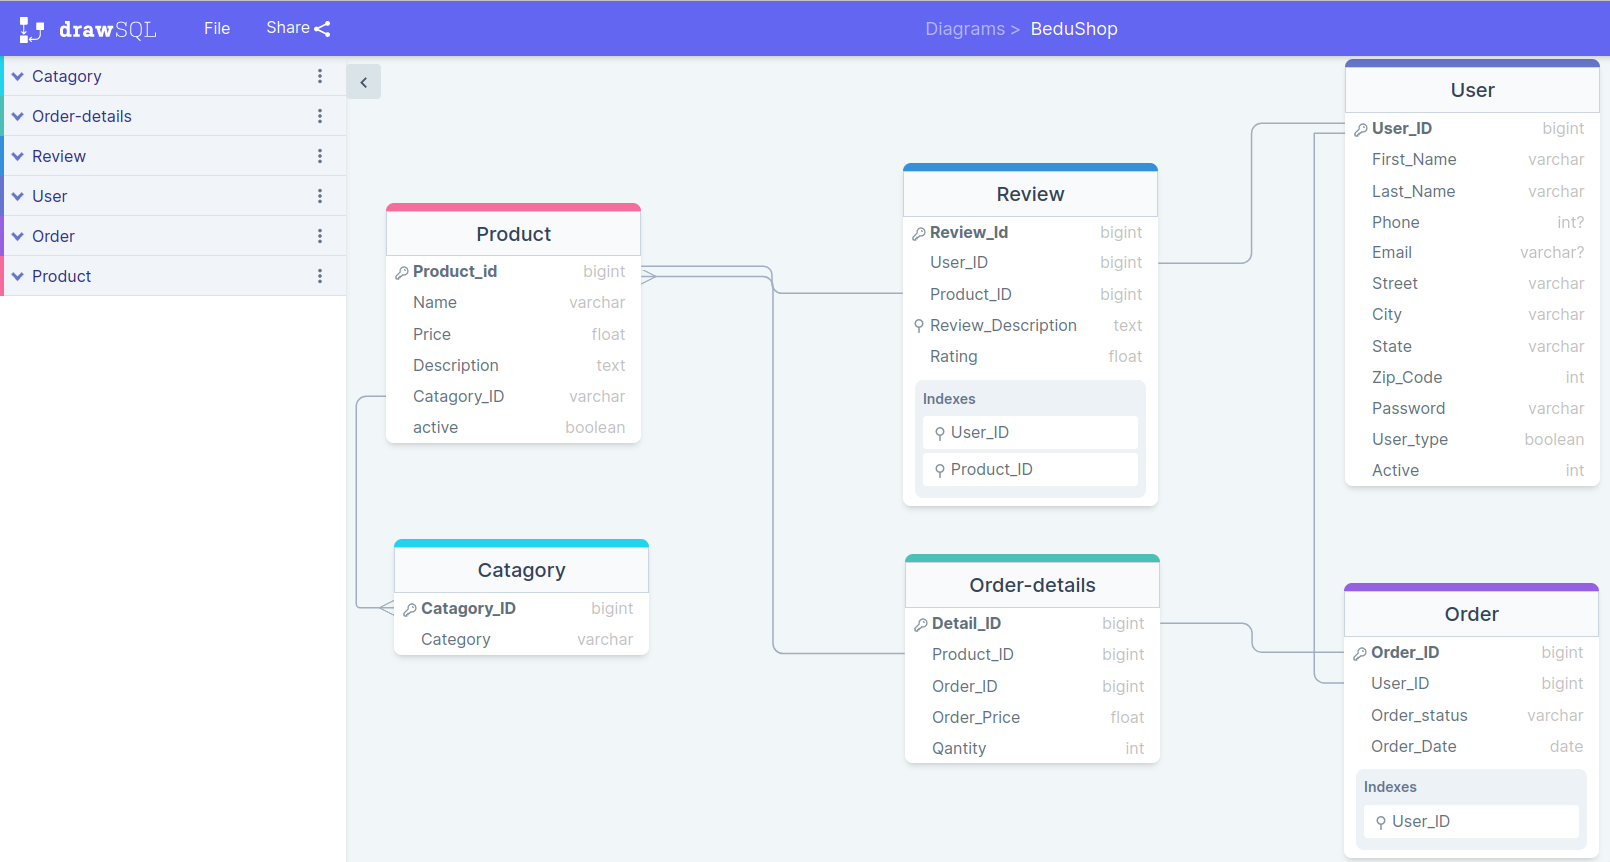 drawSQL
File
Share
Diagrams > BeduShop
Catagory
Order-details
Review
User
Order
Product
Product
Product_id bigint
Name varchar
Price float
Description text
Catagory_ID varchar
active boolean
Catagory
Catagory_ID bigint
Category varchar
Review
Review_Id bigint
User_ID bigint
Product_ID bigint
Review_Description text
Rating float
Indexes
User_ID
Product_ID
Order-details
Detail_ID bigint
Product_ID bigint
Order_ID bigint
Order_Price float
Qantity int
User
User_ID bigint
First_Name varchar
Last_Name varchar
Phone int?
Email varchar?
Street varchar
City varchar
State varchar
Zip_Code int
Password varchar
User_type boolean
Active int
Order
Order_ID bigint
User_ID bigint
Order_status varchar
Order_Date date
Indexes
User_ID